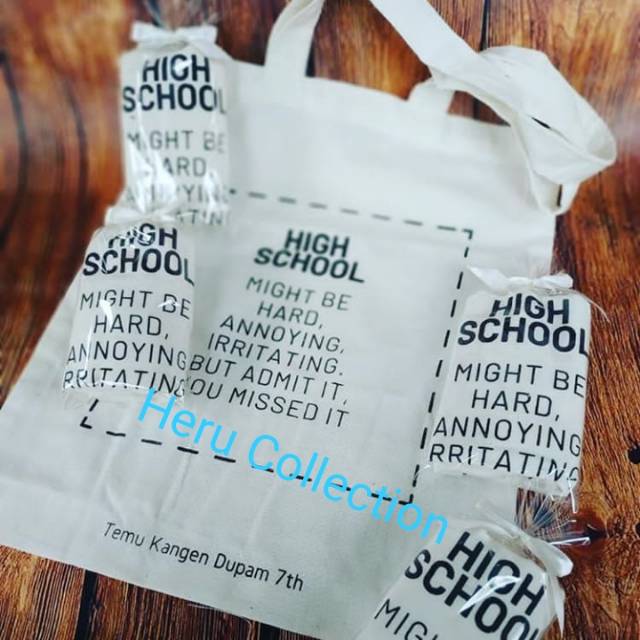 HIGH
SCHOOL
MIGHT BE
HARD,
ANNOYING
HIGH
SCHOOL
MIGHT BE
HARD,
ANNOYING
IRRITATING
HIGH
SCHOOL
MIGHT BE
HARD,
ANNOYING,
IRRITATING.
BUT ADMIT IT,
YOU MISSED IT
HIGH
SCHOOL
MIGHT BE
HARD,
ANNOYING
RRITATING
Heru Collection
Temu Kangen Dupam 7th
HIGH
SCHOOL
MIGH